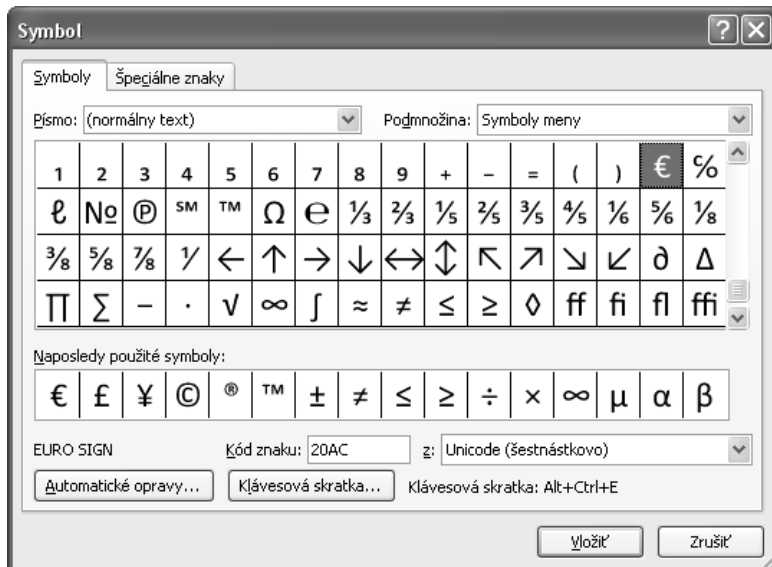 Symbol
Symboly Špeciálne znaky
Písmo: (normálny text) Podmnožina: Symboly meny
1 2 3 4 5 6 7 8 9 + − = ( ) € ℅
ℓ № ℗ ℠ ™ Ω ℮ ⅓ ⅔ ⅕ ⅖ ⅗ ⅘ ⅙ ⅚ ⅛
⅜ ⅝ ⅞ ⅟ ← ↑ → ↓ ↔ ↕ ↖ ↗ ↘ ↙ ∂ ∆
∏ ∑ − ∙ √ ∞ ∫ ≈ ≠ ≤ ≥ ◊ ff fi fl ffi
Naposledy použité symboly:
€ £ ¥ © ® ™ ± ≠ ≤ ≥ ÷ × ∞ µ α β
EURO SIGN Kód znaku: 20AC z: Unicode (šestnástkovo)
Automatické opravy... Klávesová skratka... Klávesová skratka: Alt+Ctrl+E
Vložiť Zrušiť